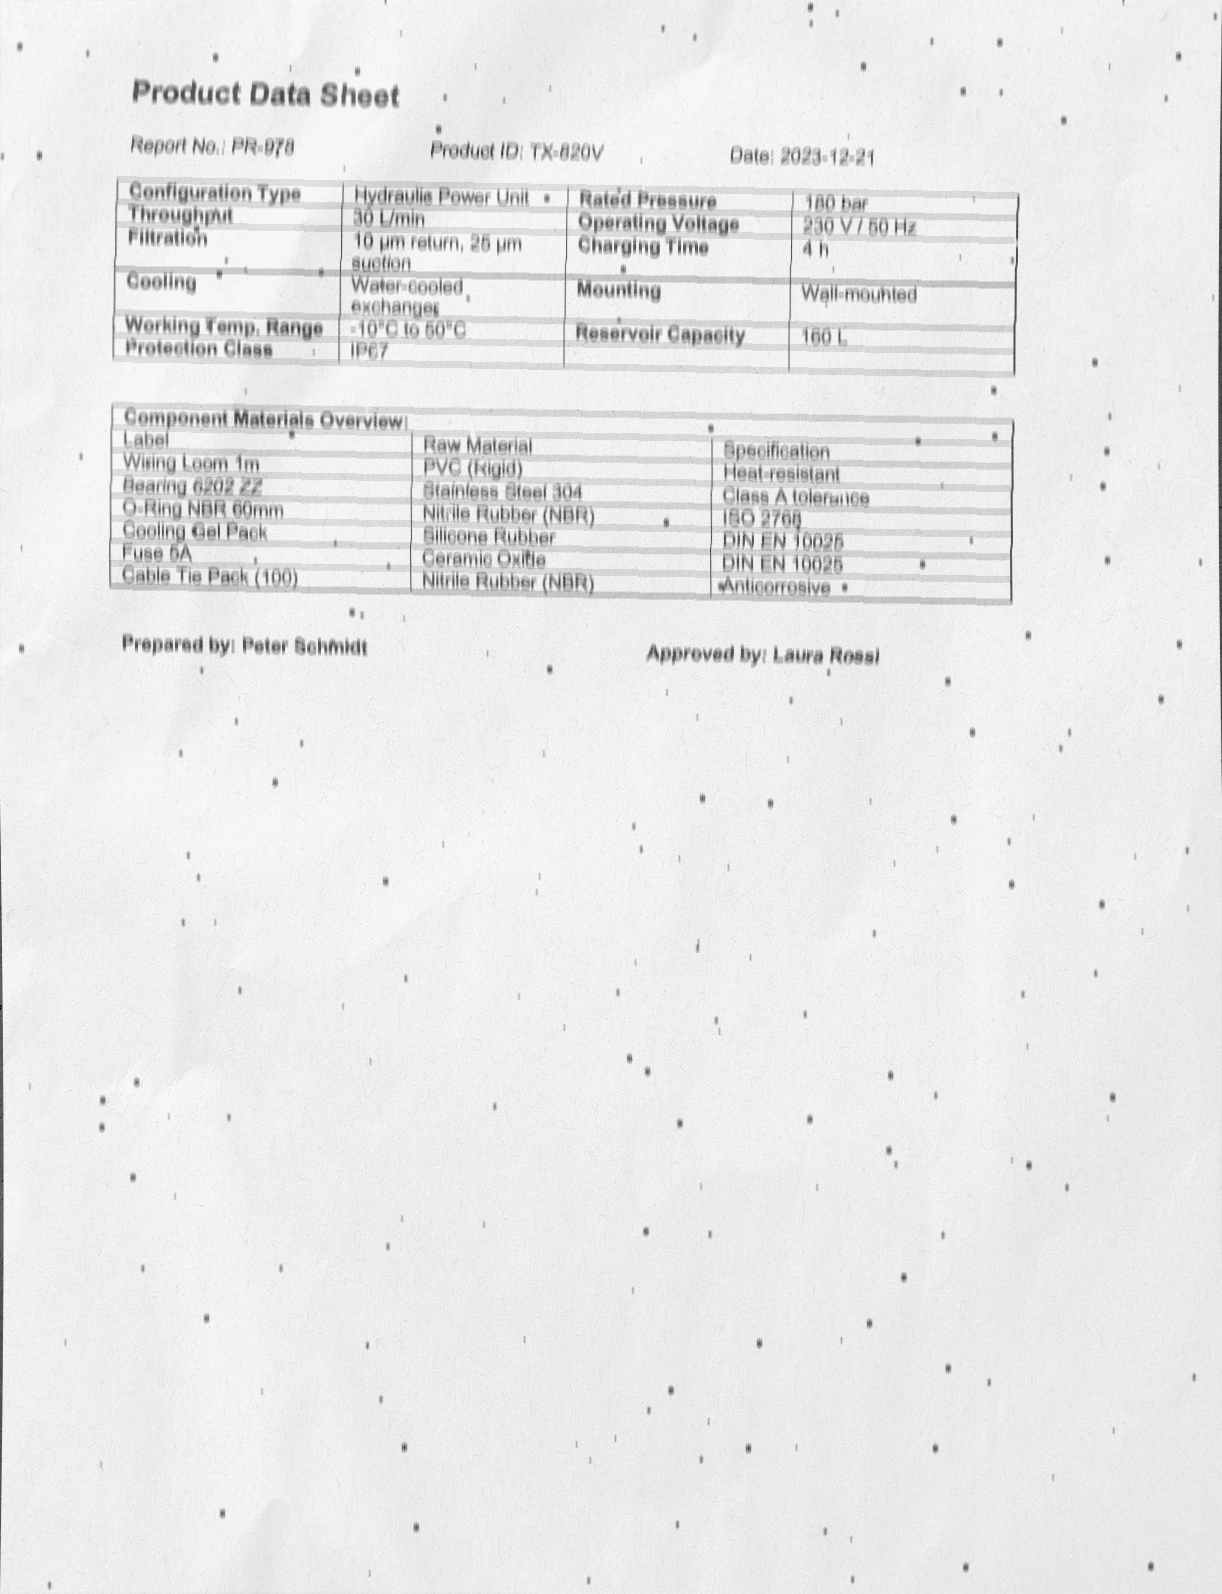 Product Data Sheet
Report No.: PR-978 Product ID: TX-820V Date: 2023-12-21
Configuration Type Hydraulic Power Unit Rated Pressure 180 bar
Throughput 30 L/min Operating Voltage 230 V / 50 Hz
Filtration 10 µm return, 25 µm suction Charging Time 4 h
Cooling Water-cooled exchanger Mounting Wall-mounted
Working Temp. Range -10°C to 50°C Reservoir Capacity 160 L
Protection Class IP67
Component Materials Overview:
Label Raw Material Specification
Wiring Loom 1m PVC (Rigid) Heat-resistant
Bearing 6202 ZZ Stainless Steel 304 Class A tolerance
O-Ring NBR 60mm Nitrile Rubber (NBR) ISO 2768
Cooling Gel Pack Silicone Rubber DIN EN 10025
Fuse 5A Ceramic Oxide DIN EN 10025
Cable Tie Pack (100) Nitrile Rubber (NBR) Anticorrosive
Prepared by: Peter Schmidt Approved by: Laura Rossi